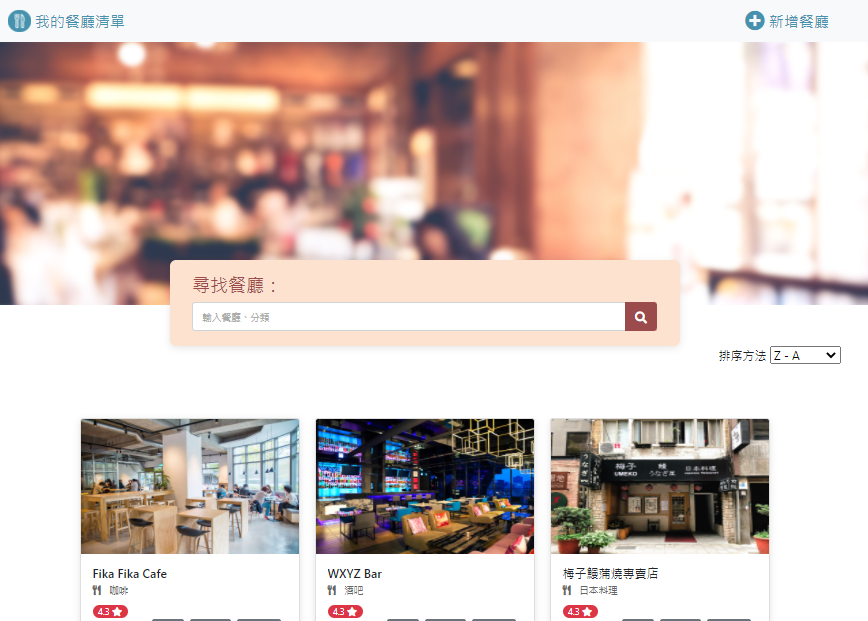 我的餐廳清單
新增餐廳
尋找餐廳：
輸入餐廳、分類
排序方法 Z - A
梅子 鰻 日本料理
UMEKO うなぎ屋
Fika Fika Cafe
咖啡
4.3
WXYZ Bar
酒吧
4.3
梅子鰻蒲燒專賣店
日本料理
4.3